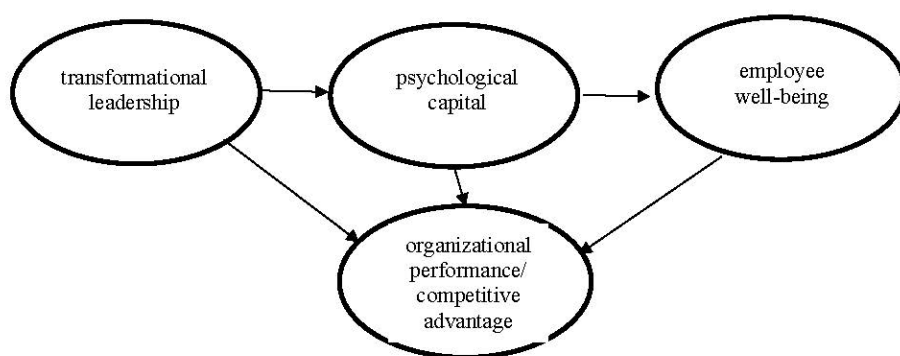 transformational
leadership
psychological
capital
employee
well-being
organizational
performance/
competitive
advantage